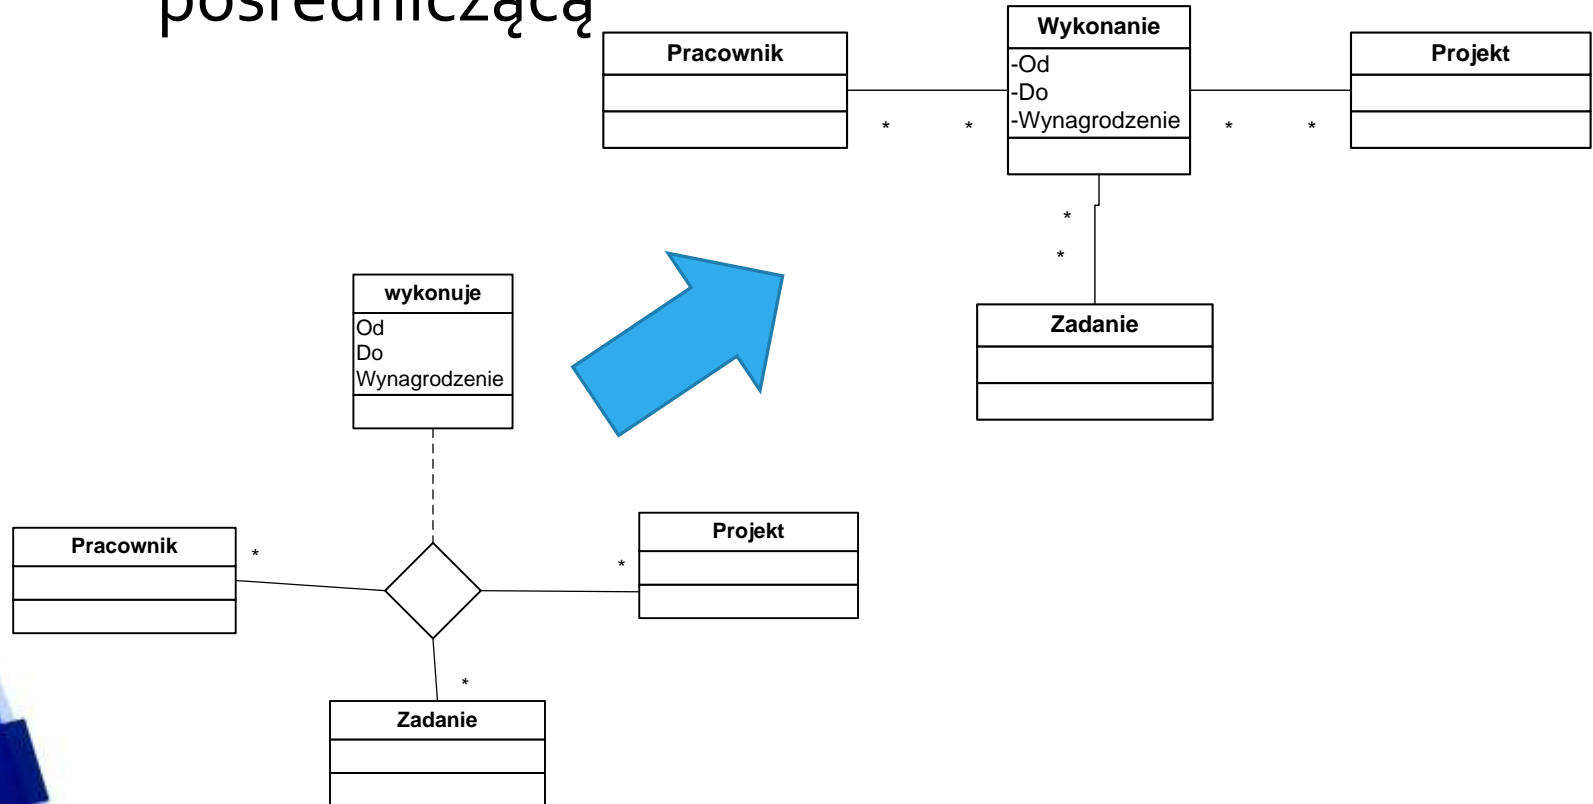 pośredniczącą
Pracownik
* *
Wykonanie
-Od
-Do
-Wynagrodzenie
* *
Projekt
*
*
Zadanie
wykonuje
Od
Do
Wynagrodzenie
Pracownik
*
*
Projekt
*
Zadanie